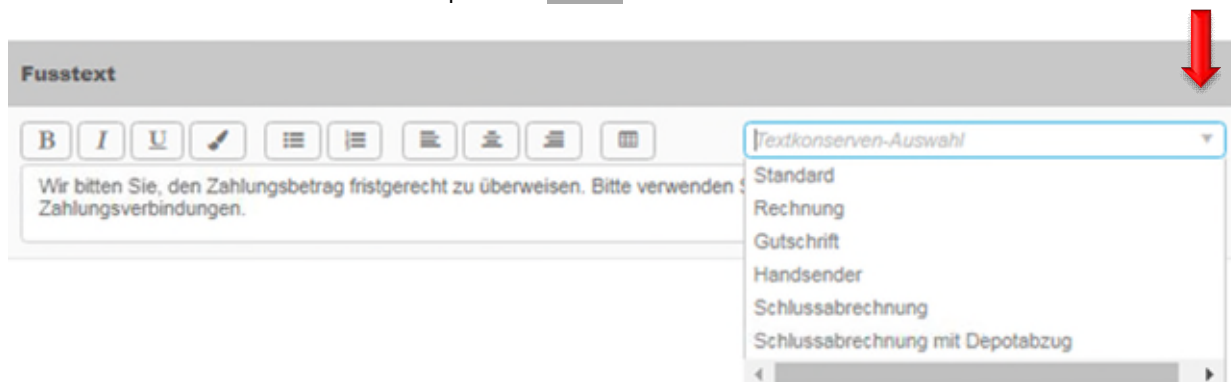 Fusstext
B I U
Textkonserven-Auswahl
Wir bitten Sie, den Zahlungsbetrag fristgerecht zu überweisen. Bitte verwenden
Zahlungsverbindungen.
Standard
Rechnung
Gutschrift
Handsender
Schlussabrechnung
Schlussabrechnung mit Depotabzug